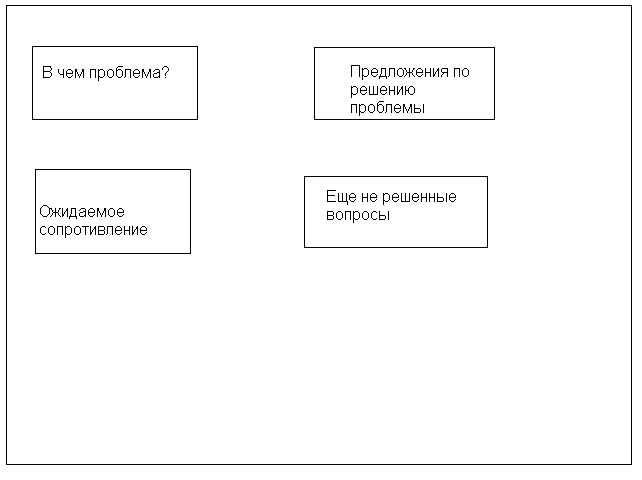 В чем проблема?
Предложения по
решению
проблемы
Ожидаемое
сопротивление
Еще не решенные
вопросы